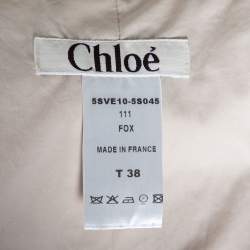 Chloé
5SVE10-5S045
111
FOX
MADE IN FRANCE
T 38